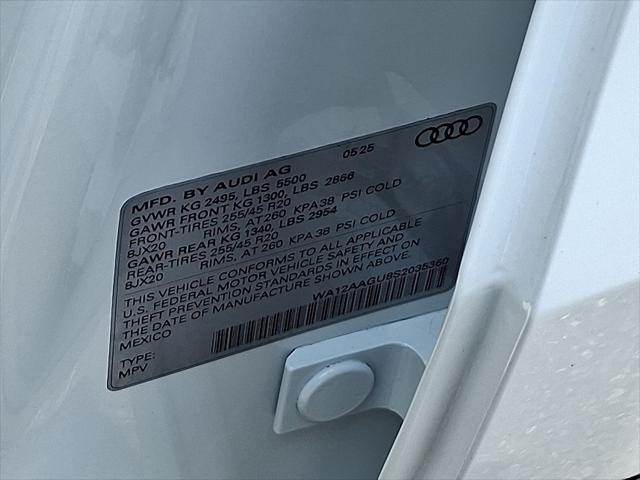 MFD. BY AUDI AG 05 25
GVWR KG 2495, LBS 5500
GAWR FRONT KG 1300, LBS 2866
FRONT-TIRES 255/45 R20
8JX20 RIMS, AT 260 KPA 38 PSI COLD
GAWR REAR KG 1340, LBS 2954
REAR-TIRES 255/45 R20
8JX20 RIMS, AT 260 KPA 38 PSI COLD
THIS VEHICLE CONFORMS TO ALL APPLICABLE
U.S. FEDERAL MOTOR VEHICLE SAFETY AND
THEFT PREVENTION STANDARDS IN EFFECT ON
THE DATE OF MANUFACTURE SHOWN ABOVE.
MEXICO WA12AAGU8S2035360
TYPE:
MPV